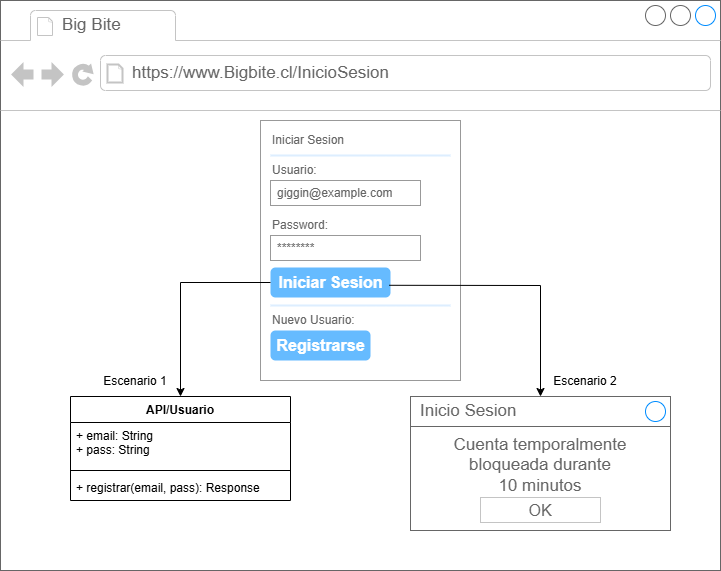 Big Bite
https://www.Bigbite.cl/InicioSesion
Iniciar Sesion
Usuario:
giggin@example.com
Password:
********
Iniciar Sesion
Nuevo Usuario:
Registrarse
Escenario 1
Escenario 2
API/Usuario
+ email: String
+ pass: String
+ registrar(email, pass): Response
Inicio Sesion
Cuenta temporalmente
bloqueada durante
10 minutos
OK